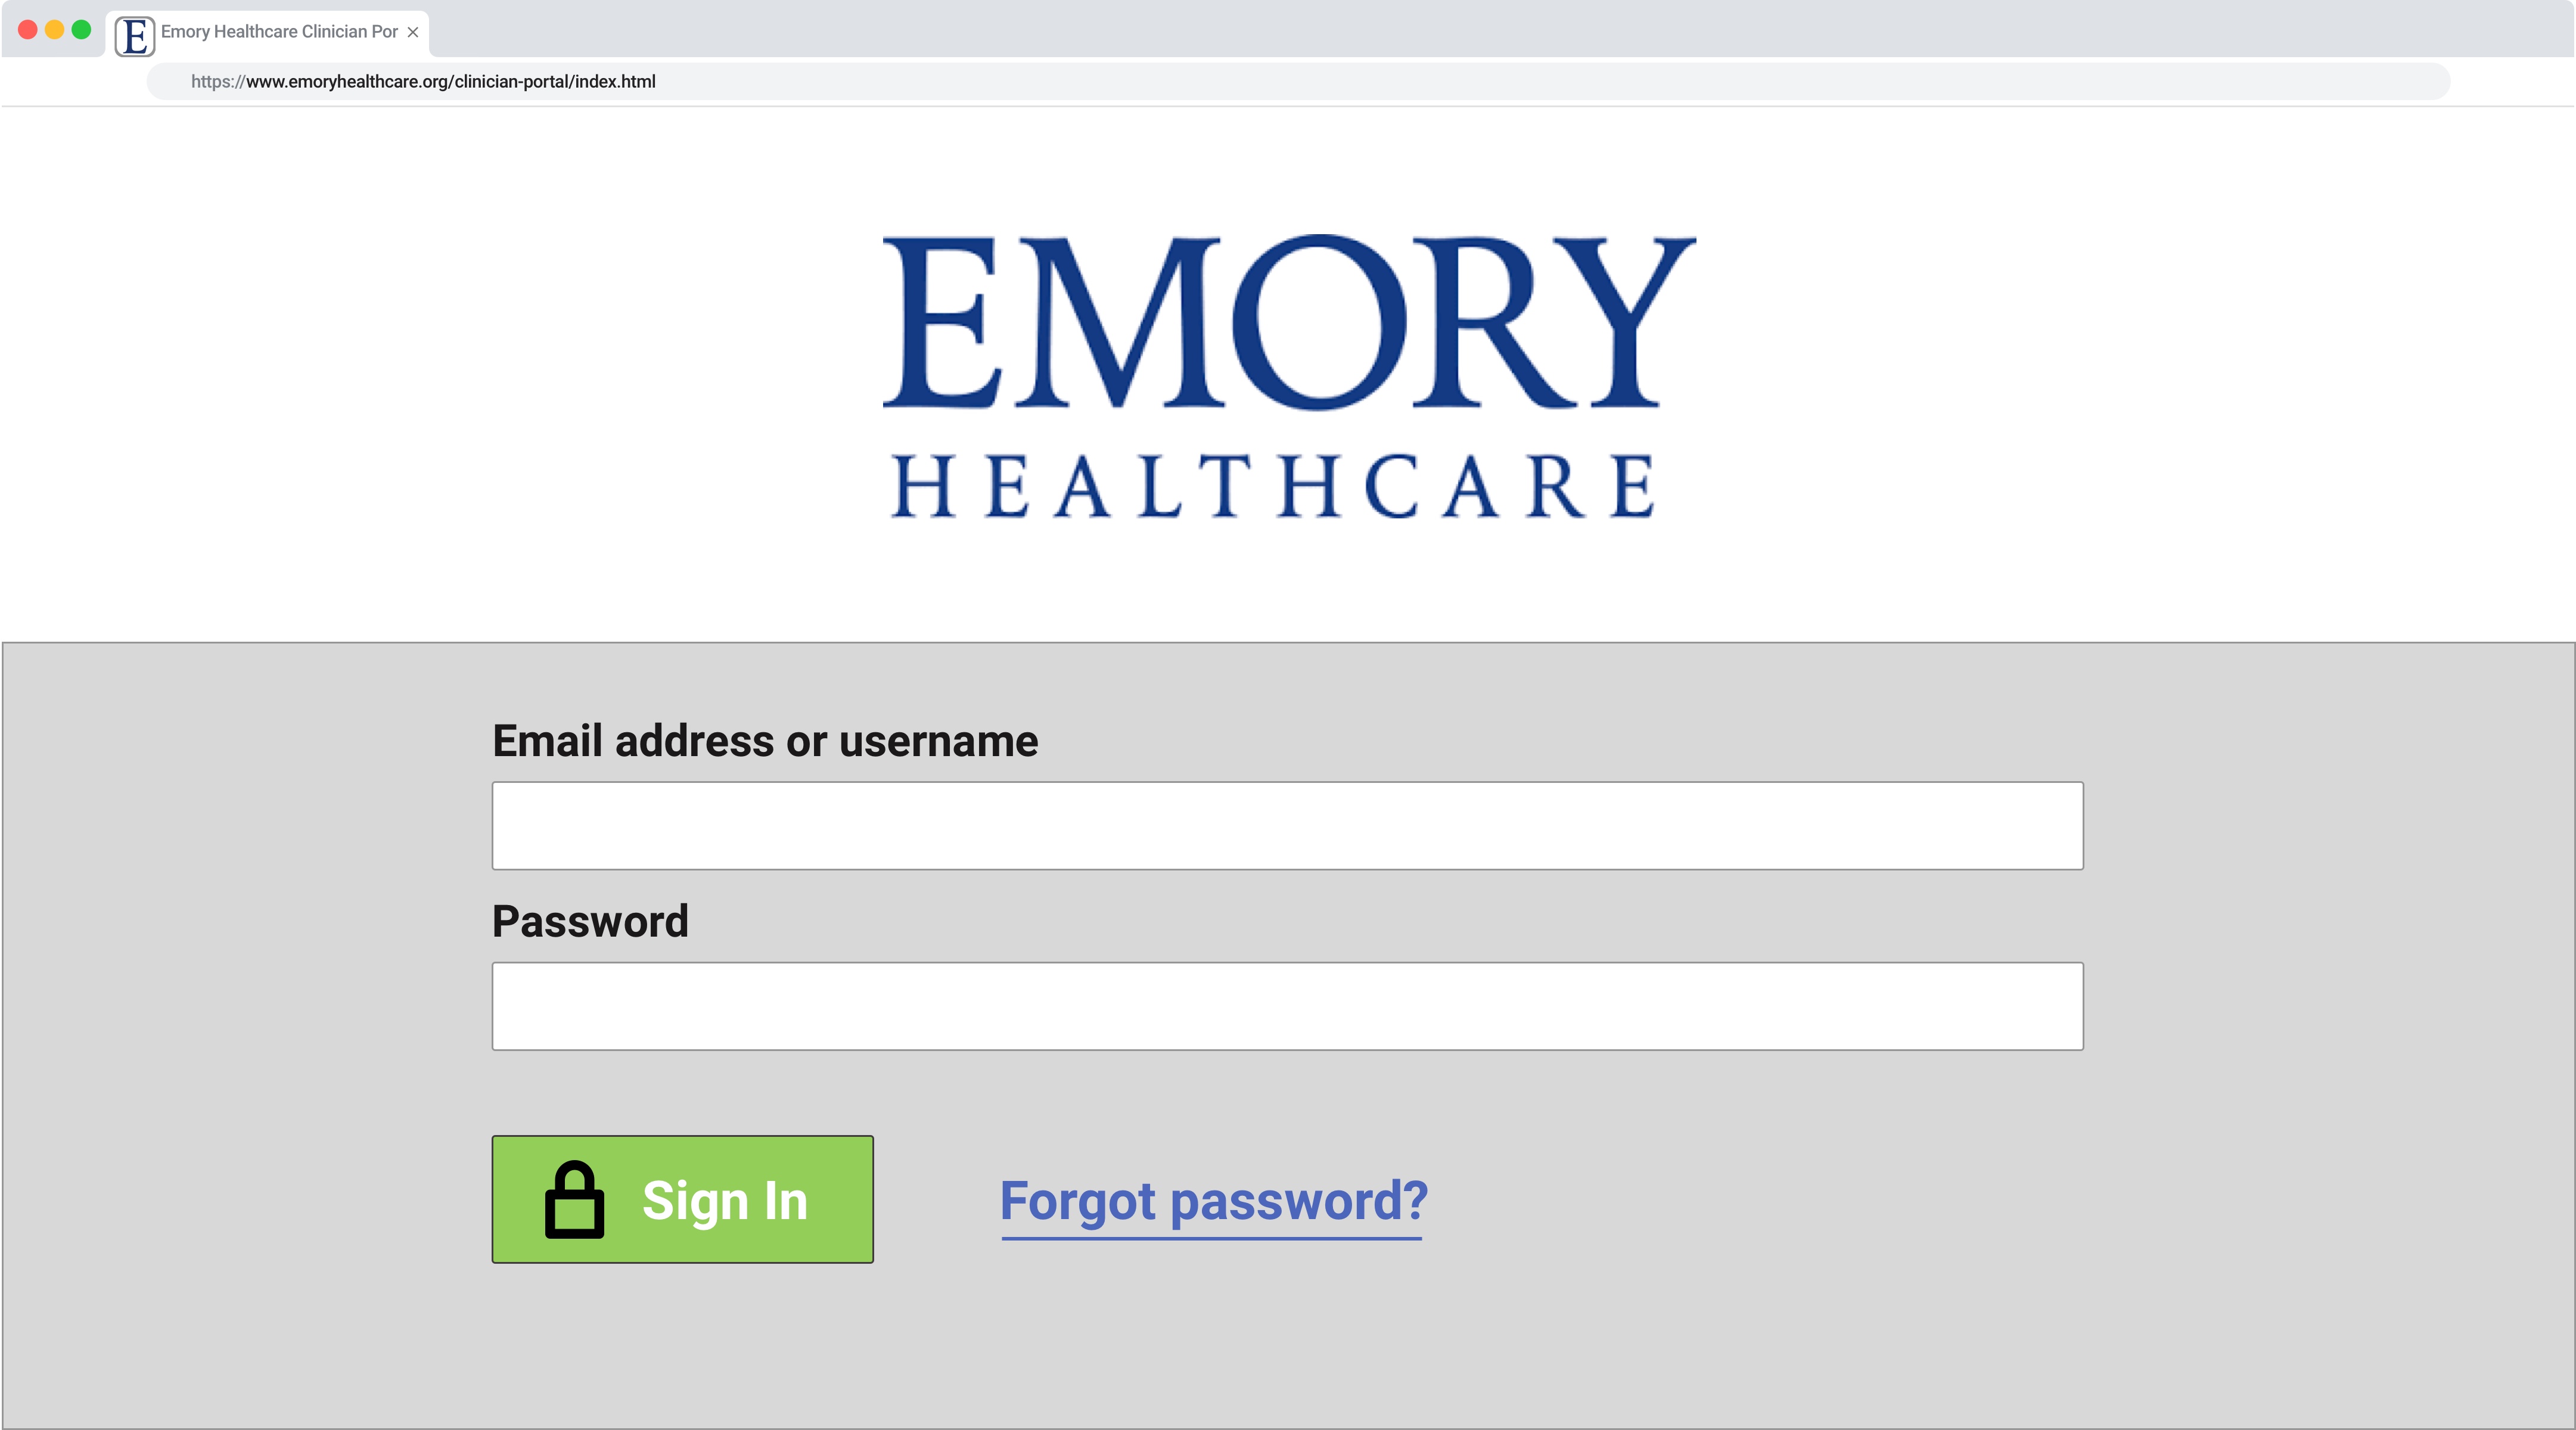 E Emory Healthcare Clinician Por ×
https://www.emoryhealthcare.org/clinician-portal/index.html
EMORY
HEALTHCARE
Email address or username
Password
Sign In Forgot password?